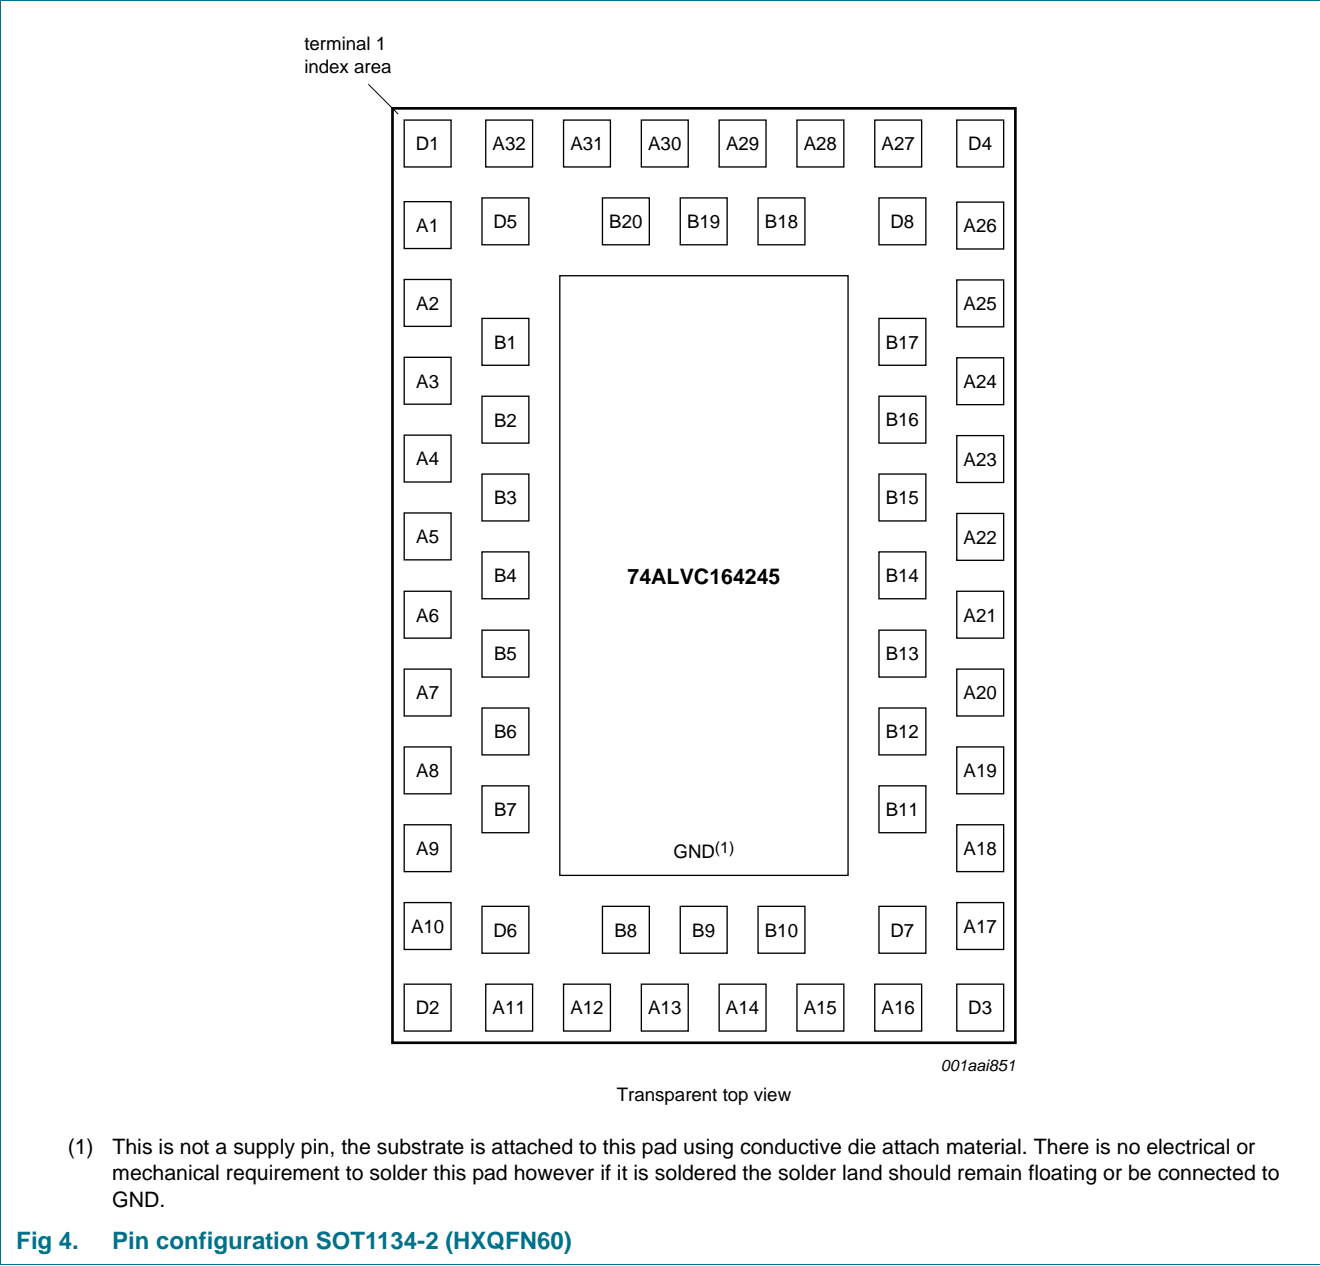 terminal 1
index area
D1 A32 A31 A30 A29 A28 A27 D4
A1 D5 B20 B19 B18 D8 A26
A2 A25
B1 B17
A3 A24
B2 B16
A4 A23
B3 B15
A5 A22
B4 74ALVC164245 B14
A6 A21
B5 B13
A7 A20
B6 B12
A8 A19
B7 B11
A9 GND(1) A18
A10 D6 B8 B9 B10 D7 A17
D2 A11 A12 A13 A14 A15 A16 D3
001aai851
Transparent top view
(1) This is not a supply pin, the substrate is attached to this pad using conductive die attach material. There is no electrical or
mechanical requirement to solder this pad however if it is soldered the solder land should remain floating or be connected to
GND.
Fig 4. Pin configuration SOT1134-2 (HXQFN60)